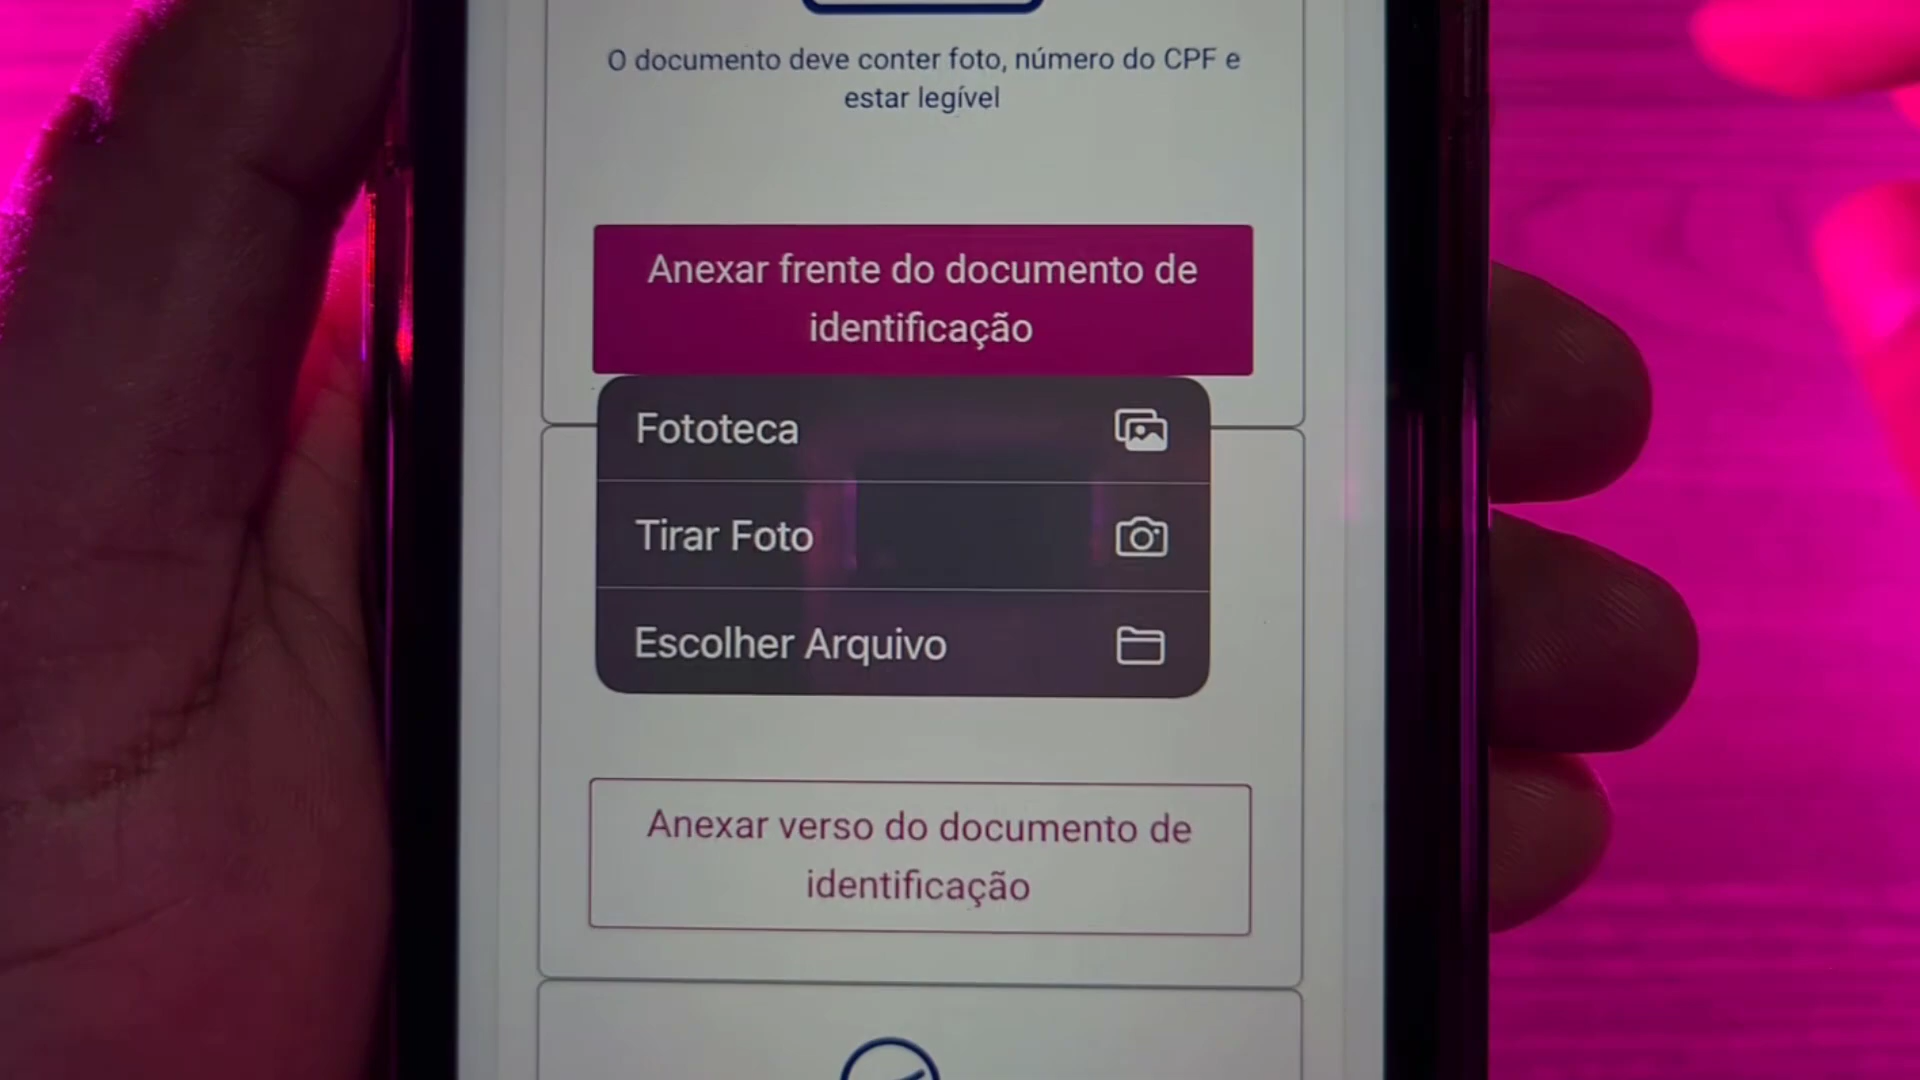 O documento deve conter foto, número do CPF e
estar legível
Anexar frente do documento de
identificação
Fototeca
Tirar Foto
Escolher Arquivo
Anexar verso do documento de
identificação